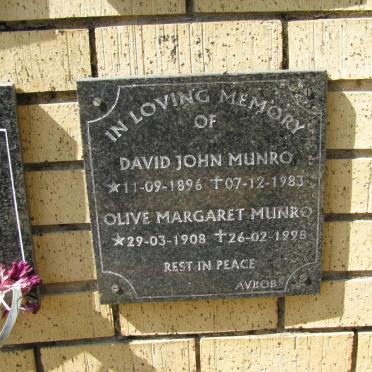 IN LOVING MEMORY
OF
DAVID JOHN MUNRO
★11-09-1896 ✝07-12-1983
OLIVE MARGARET MUNRO
★29-03-1908 ✝26-02-1998
REST IN PEACE
AVBOB